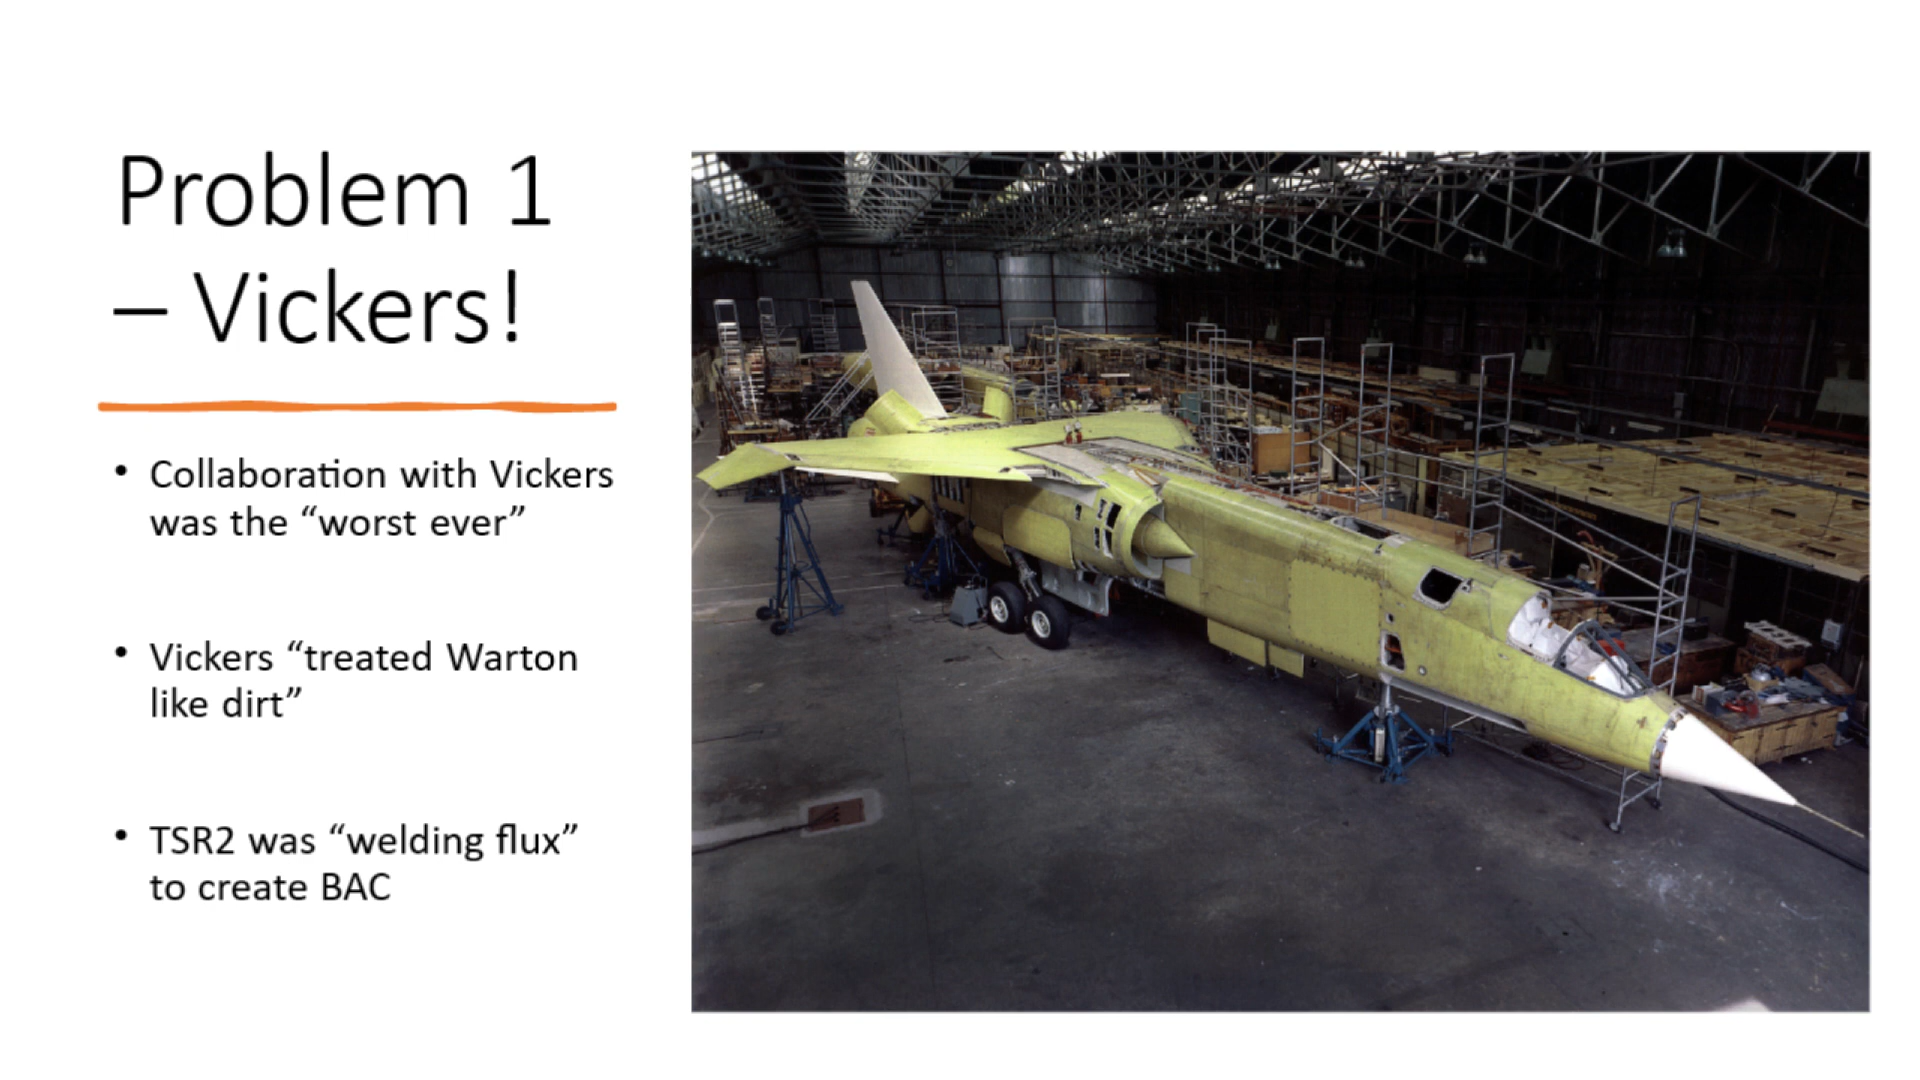 Problem 1
– Vickers!
• Collaboration with Vickers
was the “worst ever”
• Vickers “treated Warton
like dirt”
• TSR2 was “welding flux”
to create BAC